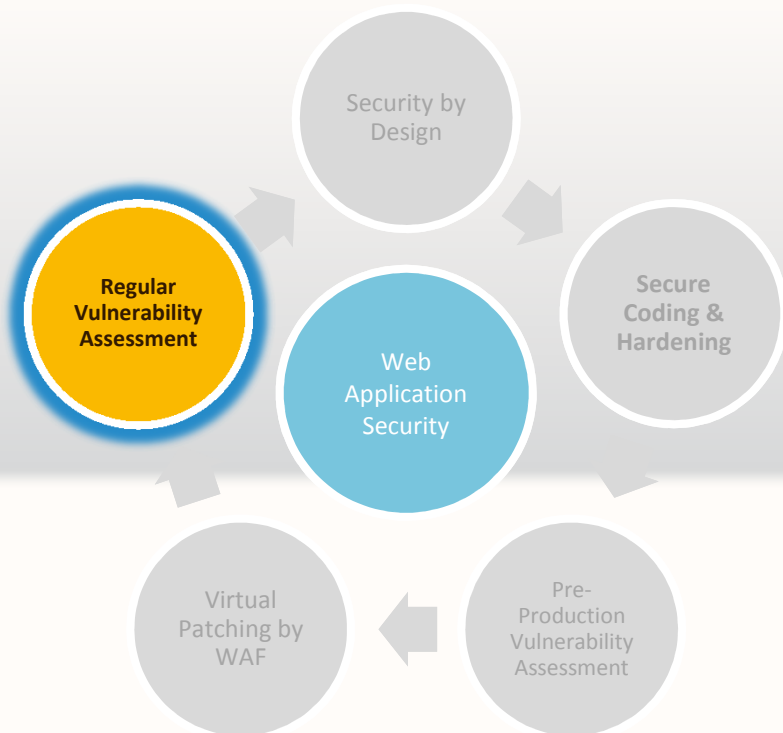 Security by
Design
Regular
Vulnerability
Assessment
Secure
Coding &
Hardening
Web
Application
Security
Virtual
Patching by
WAF
Pre-
Production
Vulnerability
Assessment